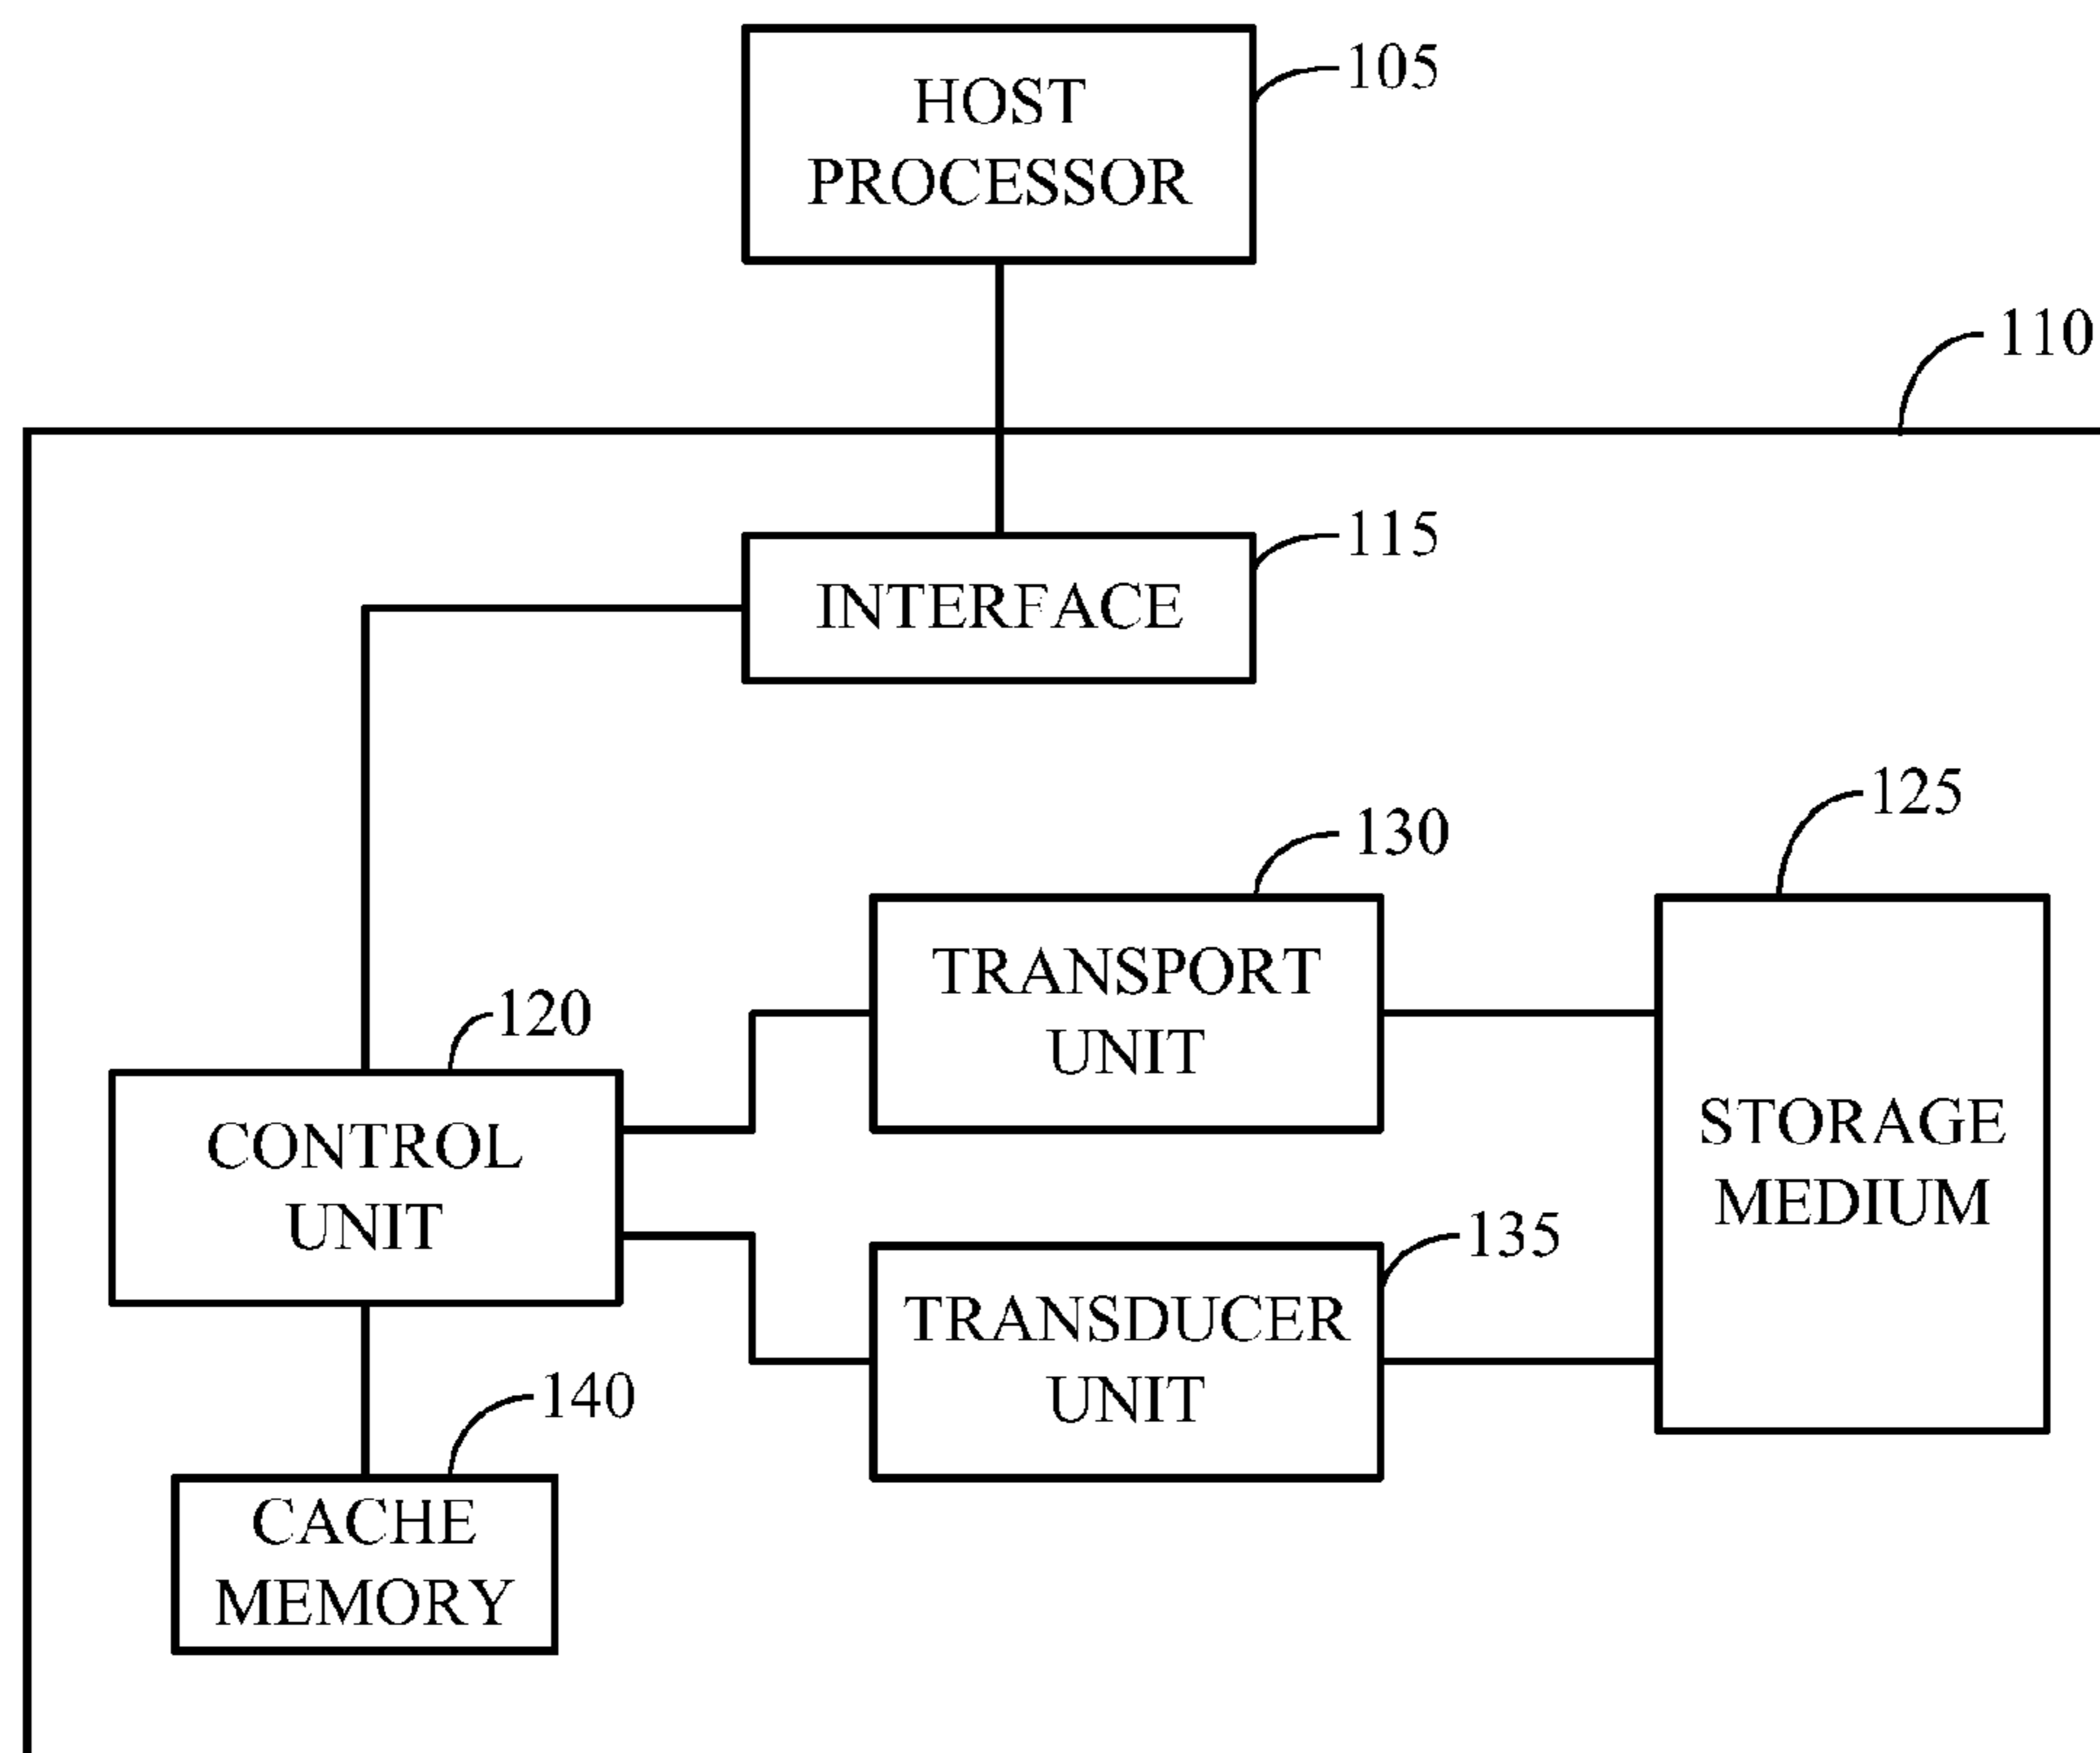 HOST
PROCESSOR
105
110
INTERFACE
115
125
130
TRANSPORT
UNIT
120
CONTROL
UNIT
STORAGE
MEDIUM
135
TRANSDUCER
UNIT
140
CACHE
MEMORY